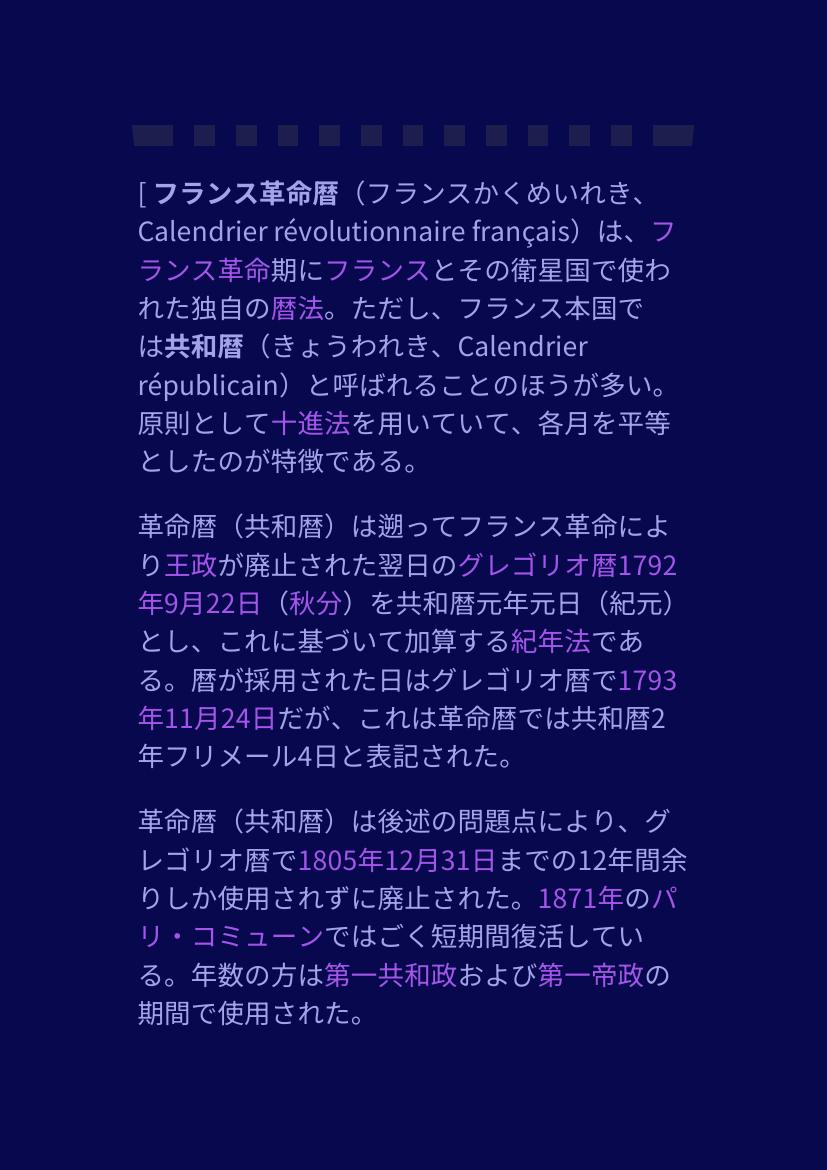 [ フランス革命暦（フランスかくめいれき、
Calendrier révolutionnaire français）は、フ
ランス革命期にフランスとその衛星国で使わ
れた独自の暦法。ただし、フランス本国で
は共和暦（きょうわれき、Calendrier
républicain）と呼ばれることのほうが多い。
原則として十進法を用いていて、各月を平等
としたのが特徴である。
革命暦（共和暦）は遡ってフランス革命によ
り王政が廃止された翌日のグレゴリオ暦1792
年9月22日（秋分）を共和暦元年元日（紀元）
とし、これに基づいて加算する紀年法であ
る。暦が採用された日はグレゴリオ暦で1793
年11月24日だが、これは革命暦では共和暦2
年フリメール4日と表記された。
革命暦（共和暦）は後述の問題点により、グ
レゴリオ暦で1805年12月31日までの12年間余
りしか使用されずに廃止された。1871年のパ
リ・コミューンではごく短期間復活してい
る。年数の方は第一共和政および第一帝政の
期間で使用された。